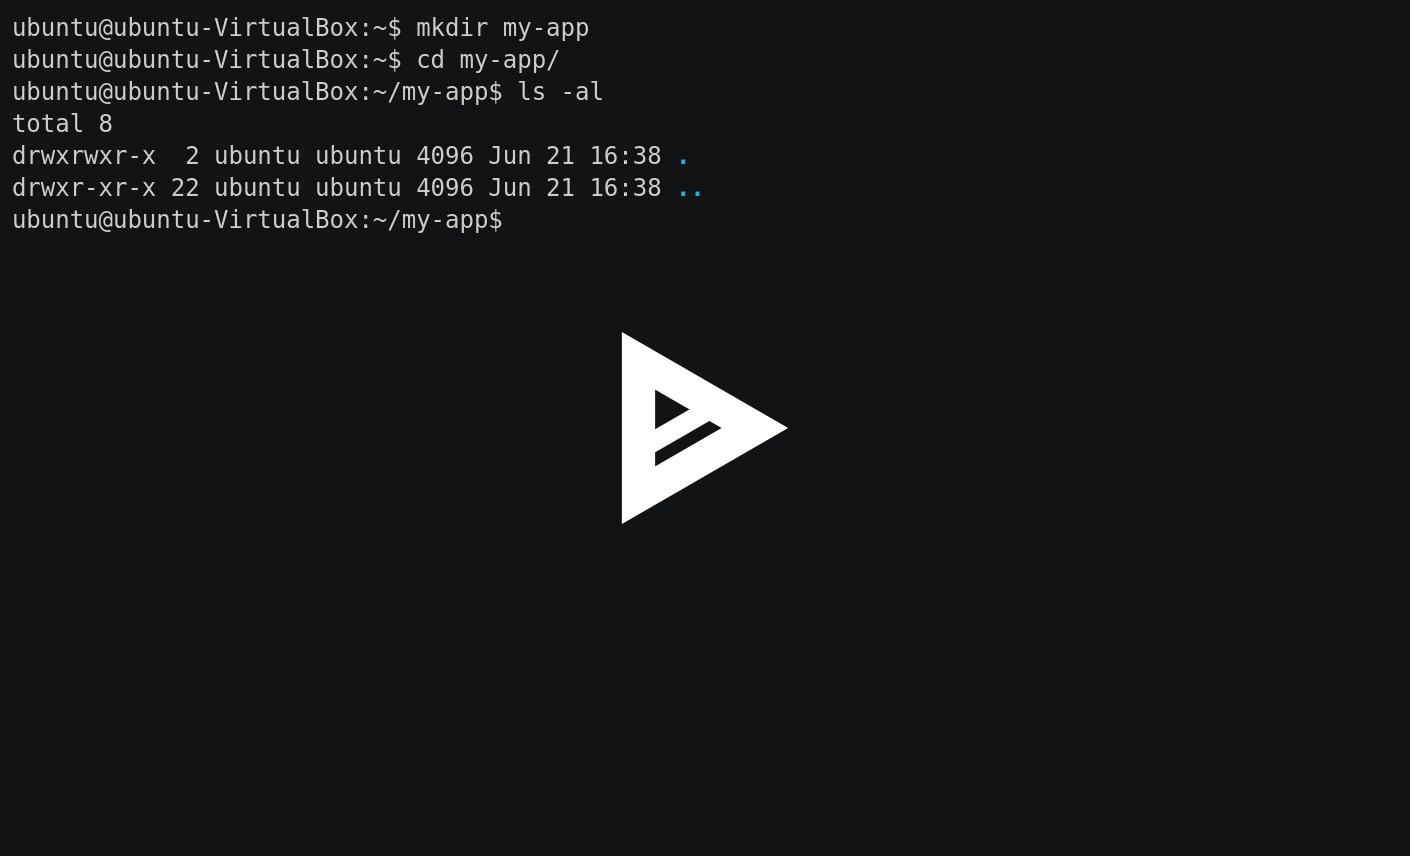 ubuntu@ubuntu-VirtualBox:~$ mkdir my-app
ubuntu@ubuntu-VirtualBox:~$ cd my-app/
ubuntu@ubuntu-VirtualBox:~/my-app$ ls -al
total 8
drwxrwxr-x  2 ubuntu ubuntu 4096 Jun 21 16:38 .
drwxr-xr-x 22 ubuntu ubuntu 4096 Jun 21 16:38 ..
ubuntu@ubuntu-VirtualBox:~/my-app$